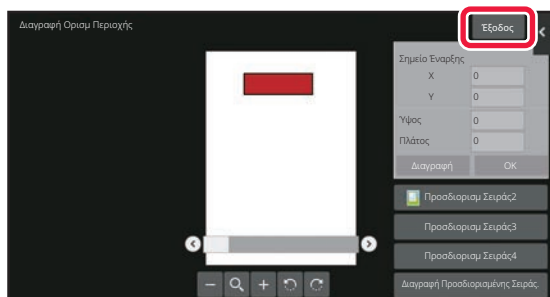 Διαγραφή Ορισμ Περιοχής
Έξοδος
Σημείο Έναρξης
X 0
Y 0
Ύψος 0
Πλάτος 0
Διαγραφή OK
Προσδιορισμ Σειράς2
Προσδιορισμ Σειράς3
Προσδιορισμ Σειράς4
Διαγραφή Προσδιορισμένης Σειράς.